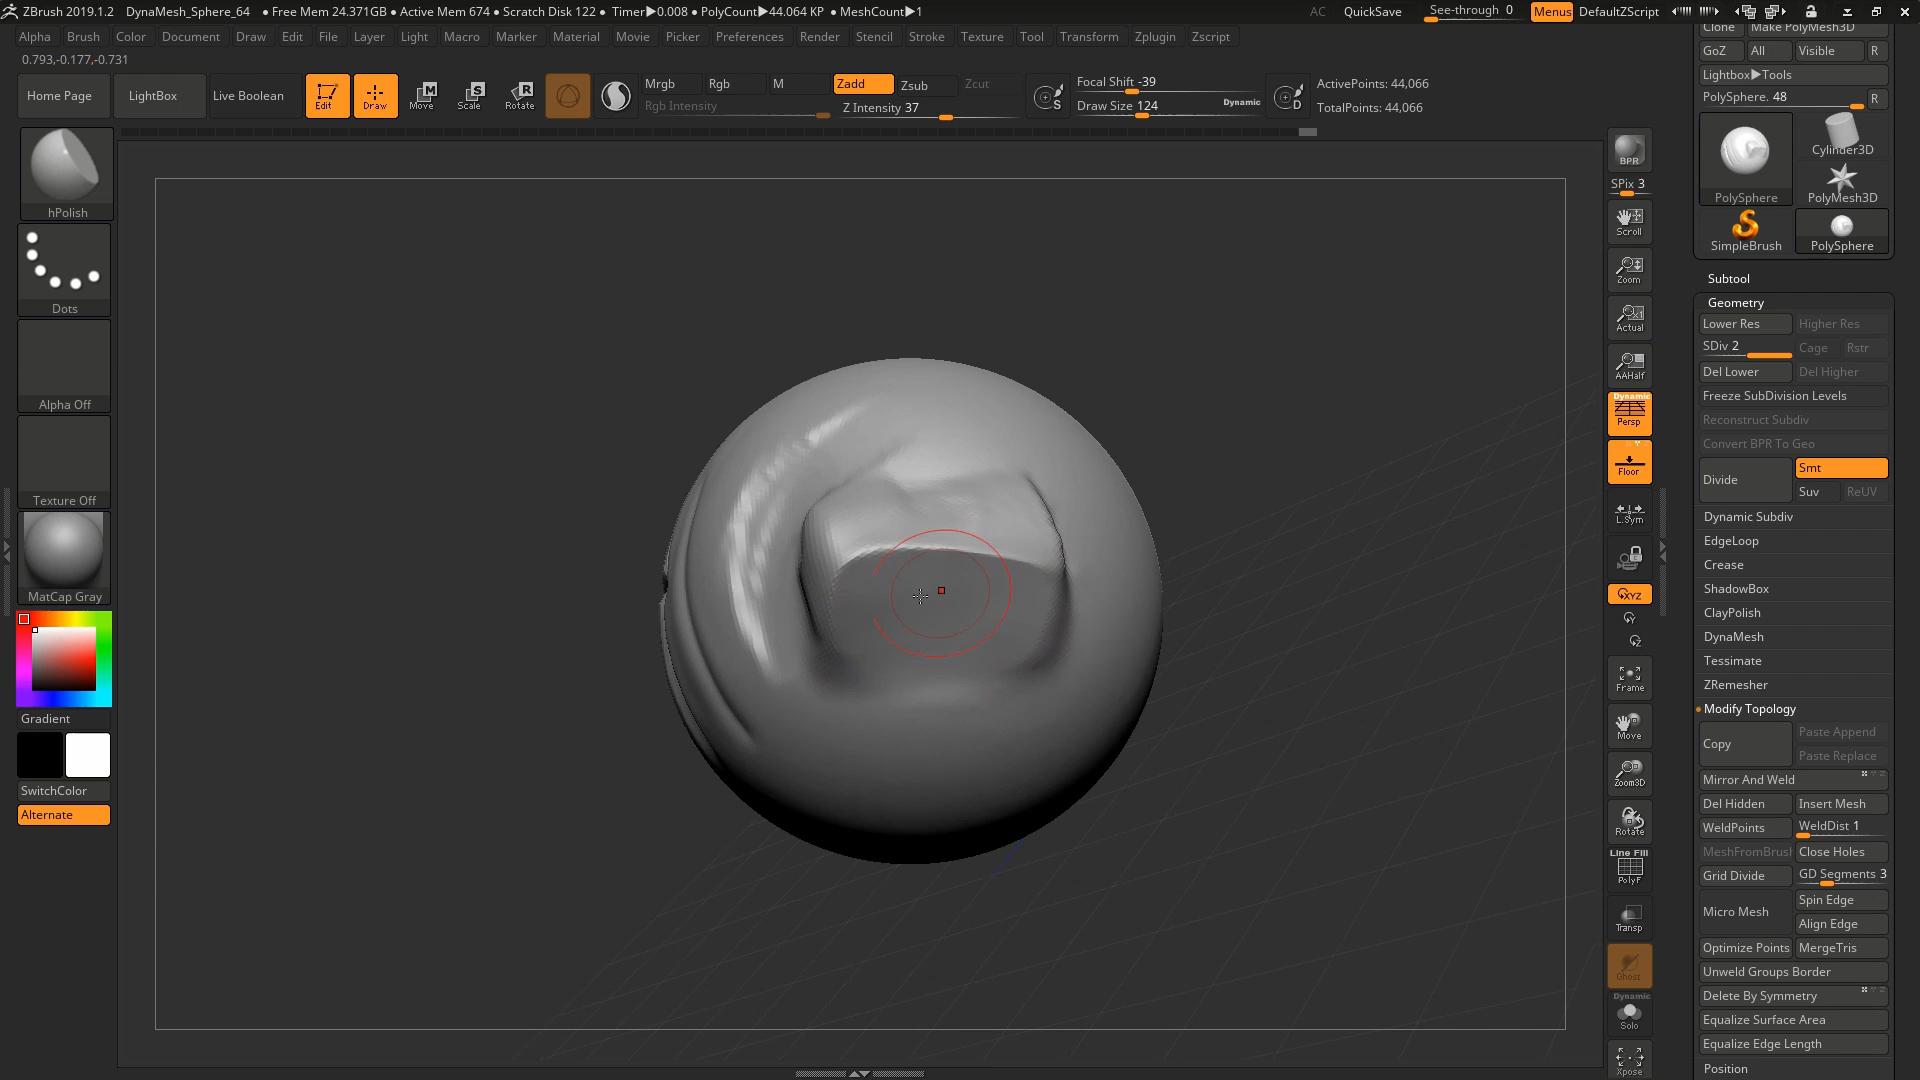 ZBrush 2019.1.2 DynaMesh_Sphere_64 ● Free Mem 24.371GB ● Active Mem 674 ● Scratch Disk 122 ● Timer▶0.008 ● PolyCount▶44.064 KP ● MeshCount▶1 AC QuickSave See-through 0 Menus DefaultZScript
Alpha Brush Color Document Draw Edit File Layer Light Macro Marker Material Movie Picker Preferences Render Stencil Stroke Texture Tool Transform Zplugin Zscript
0.793,-0.177,-0.731
Home Page LightBox Live Boolean Edit Draw Move Scale Rotate
Mrgb Rgb M Zadd Zsub Zcut
Rgb Intensity Z Intensity 37
S Focal Shift -39
Draw Size 124 Dynamic D
ActivePoints: 44,066
TotalPoints: 44,066
hPolish
Dots
Alpha Off
Texture Off
MatCap Gray
Gradient
SwitchColor
Alternate
BPR
SPix 3
Scroll
Zoom
Actual
AAHalf
Dynamic
Persp
Floor
L.Sym
XYZ
Y
Z
Frame
Move
Zoom3D
Rotate
Line Fill
PolyF
Transp
Ghost
Dynamic
Solo
Xpose
Clone Make PolyMesh3D
GoZ All Visible R
Lightbox▶Tools
PolySphere. 48 R
PolySphere Cylinder3D
PolyMesh3D
SimpleBrush PolySphere
Subtool
Geometry
Lower Res Higher Res
SDiv 2 Cage Rstr
Del Lower Del Higher
Freeze SubDivision Levels
Reconstruct Subdiv
Convert BPR To Geo
Divide Smt
Suv ReUV
Dynamic Subdiv
EdgeLoop
Crease
ShadowBox
ClayPolish
DynaMesh
Tessimate
ZRemesher
Modify Topology
Copy Paste Append
Paste Replace
Mirror And Weld
Del Hidden Insert Mesh
WeldPoints WeldDist 1
MeshFromBrush Close Holes
Grid Divide GD Segments 3
Micro Mesh Spin Edge
Align Edge
Optimize Points MergeTris
Unweld Groups Border
Delete By Symmetry
Equalize Surface Area
Equalize Edge Length
Position